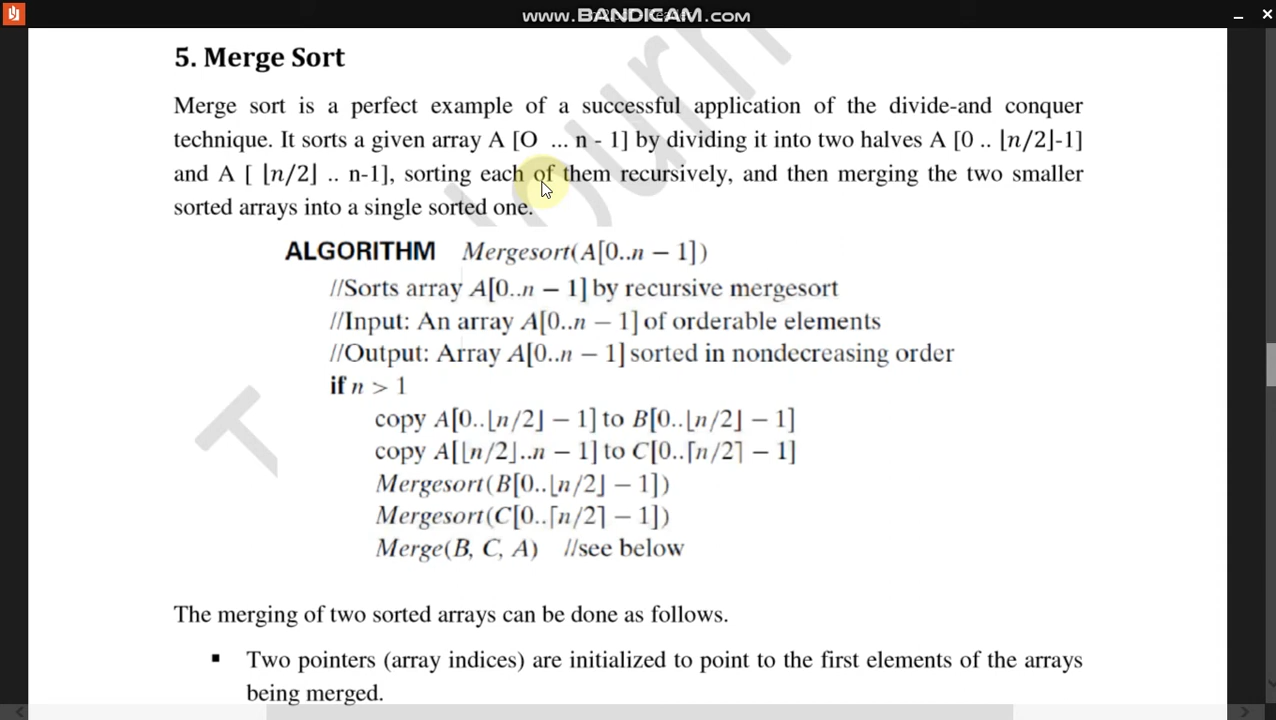 www.BANDICAM.com
5. Merge Sort
Merge sort is a perfect example of a successful application of the divide-and conquer
technique. It sorts a given array A [O ... n - 1] by dividing it into two halves A [0 .. ⌊n/2⌋-1]
and A [ ⌊n/2⌋ .. n-1], sorting each of them recursively, and then merging the two smaller
sorted arrays into a single sorted one.
ALGORITHM Mergesort(A[0..n − 1])
//Sorts array A[0..n − 1] by recursive mergesort
//Input: An array A[0..n − 1] of orderable elements
//Output: Array A[0..n − 1] sorted in nondecreasing order
if n > 1
copy A[0..⌊n/2⌋ − 1] to B[0..⌊n/2⌋ − 1]
copy A[⌊n/2⌋..n − 1] to C[0..⌈n/2⌉ − 1]
Mergesort(B[0..⌊n/2⌋ − 1])
Mergesort(C[0..⌈n/2⌉ − 1])
Merge(B, C, A) //see below
The merging of two sorted arrays can be done as follows.
▪ Two pointers (array indices) are initialized to point to the first elements of the arrays
being merged.